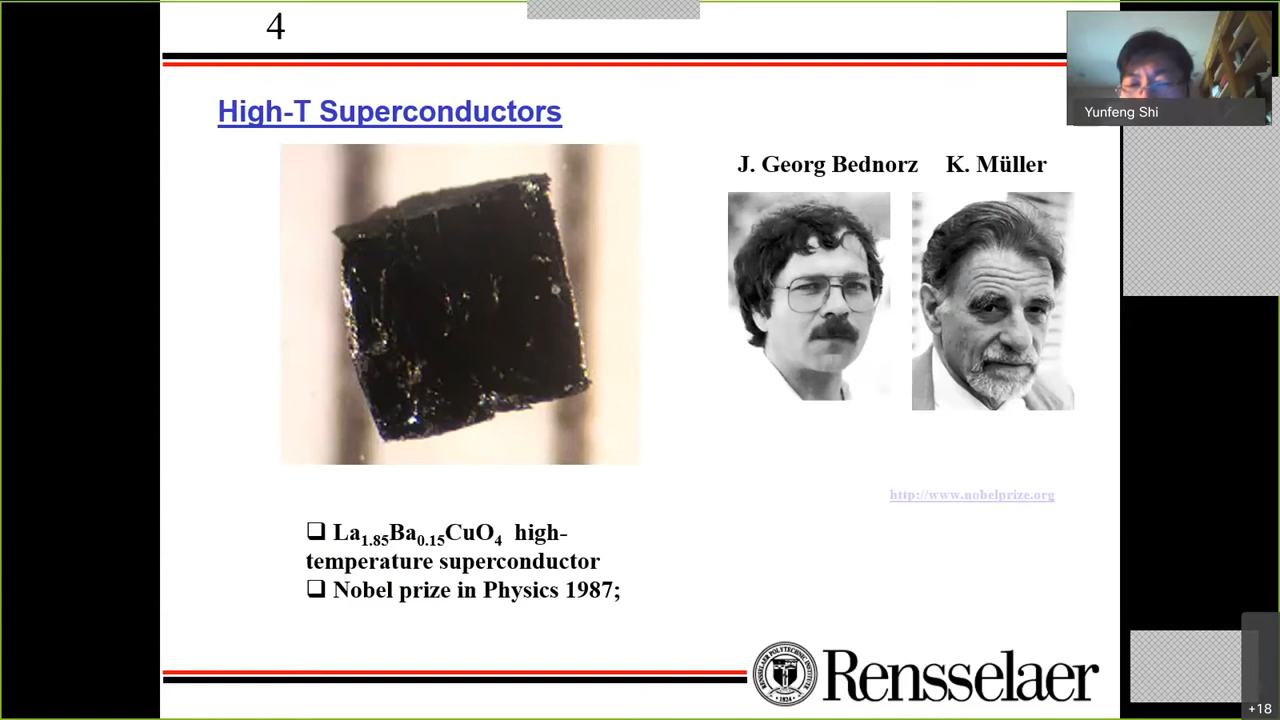 4
Yunfeng Shi
High-T Superconductors
J. Georg Bednorz K. Müller
http://www.nobelprize.org
❑ La1.85Ba0.15CuO4 high-
temperature superconductor
❑ Nobel prize in Physics 1987;
Rensselaer
+18